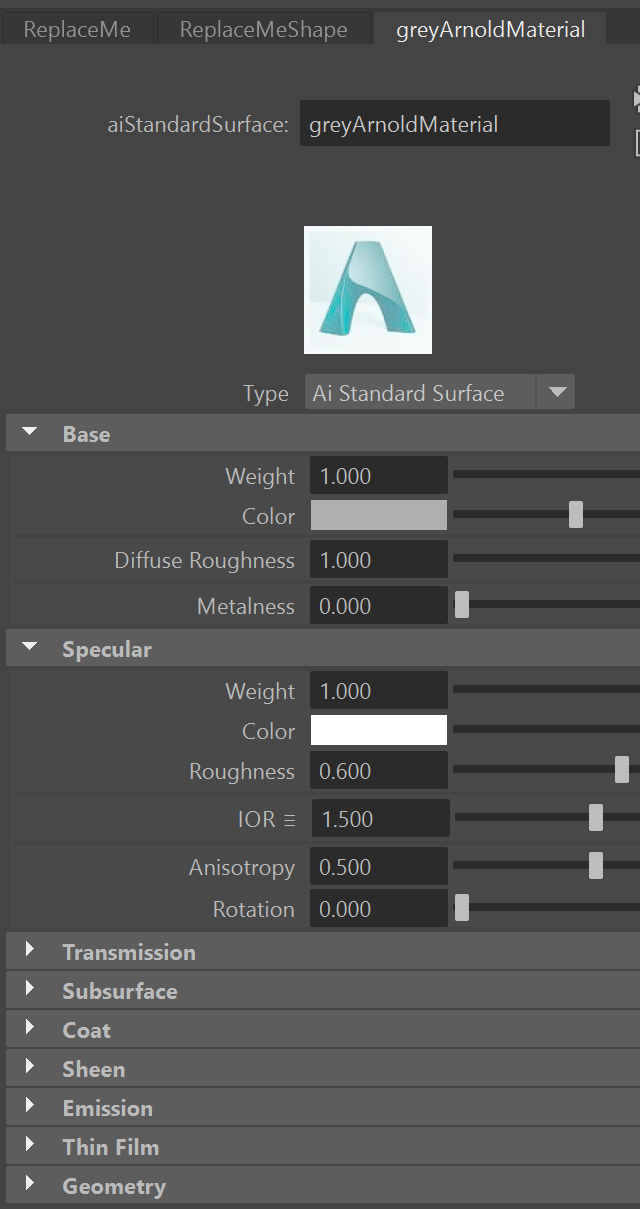 ReplaceMe ReplaceMeShape greyArnoldMaterial
aiStandardSurface: greyArnoldMaterial
Type Ai Standard Surface
Base
Weight 1.000
Color
Diffuse Roughness 1.000
Metalness 0.000
Specular
Weight 1.000
Color
Roughness 0.600
IOR 1.500
Anisotropy 0.500
Rotation 0.000
Transmission
Subsurface
Coat
Sheen
Emission
Thin Film
Geometry